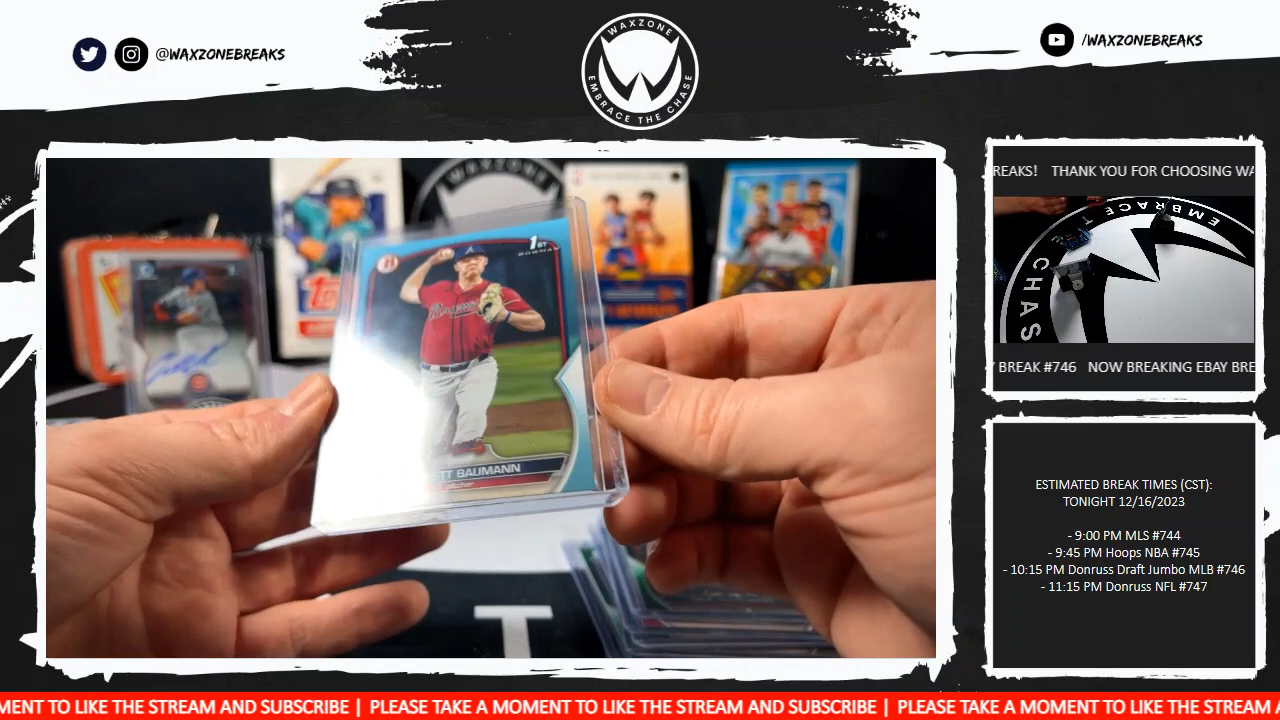 @WAXZONEBREAKS
WAXZONE
EMBRACE THE CHASE
/WAXZONEBREAKS
REAKS! THANK YOU FOR CHOOSING WA
EMBRACE T
CHAS
BREAK #746 NOW BREAKING EBAY BRE
WAXZONE
1ST
BOWMAN
BAUMANN
ESTIMATED BREAK TIMES (CST):
TONIGHT 12/16/2023
- 9:00 PM MLS #744
- 9:45 PM Hoops NBA #745
- 10:15 PM Donruss Draft Jumbo MLB #746
- 11:15 PM Donruss NFL #747
MENT TO LIKE THE STREAM AND SUBSCRIBE | PLEASE TAKE A MOMENT TO LIKE THE STREAM AND SUBSCRIBE | PLEASE TAKE A MOMENT TO LIKE THE STREAM A